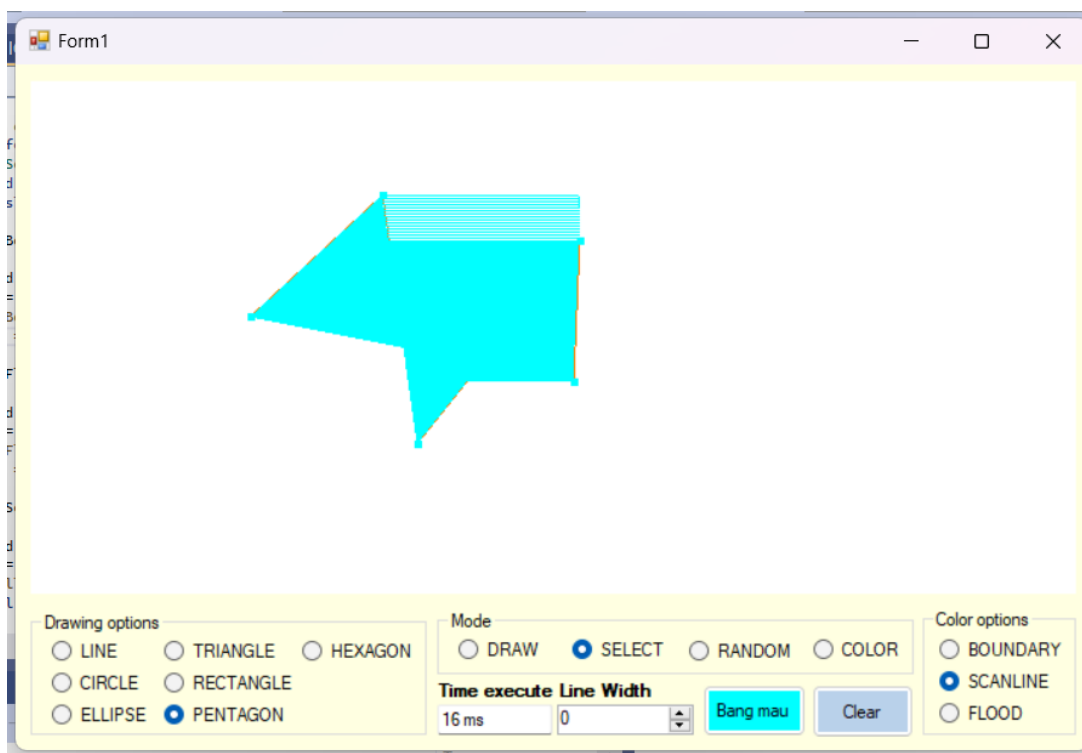 Form1
Drawing options
LINE TRIANGLE HEXAGON
CIRCLE RECTANGLE
ELLIPSE PENTAGON
Mode
DRAW SELECT RANDOM COLOR
Time execute Line Width
16 ms 0 Bang mau Clear
Color options
BOUNDARY
SCANLINE
FLOOD